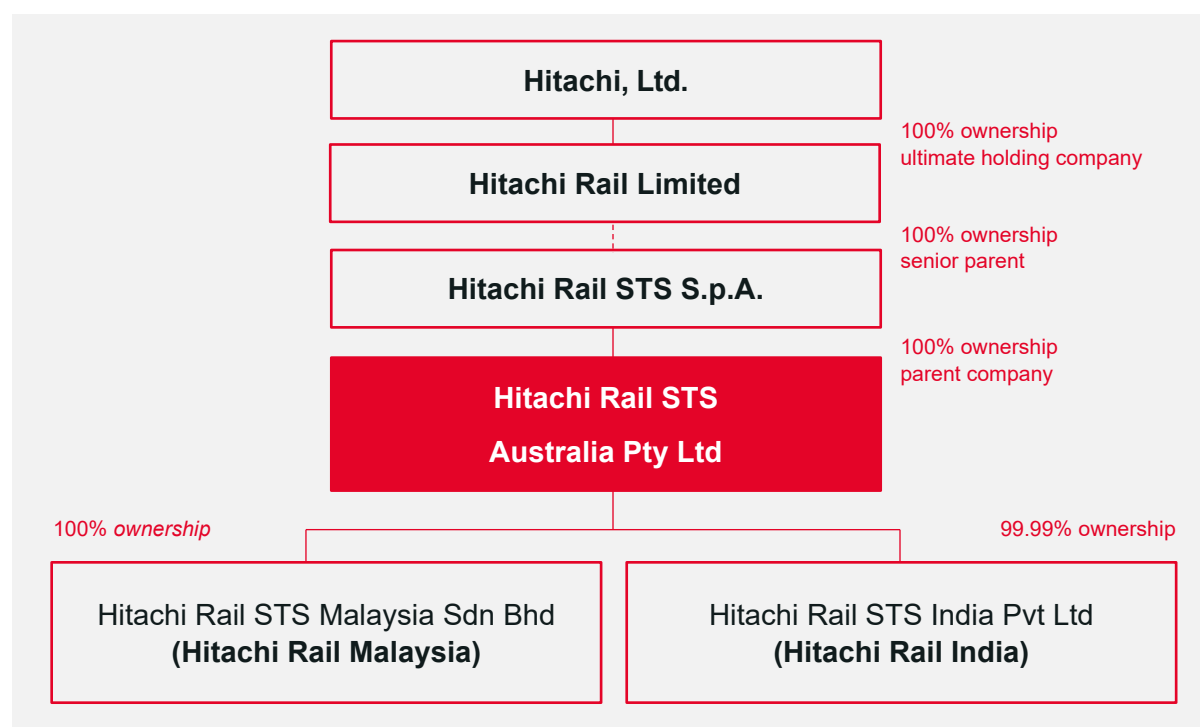 Hitachi, Ltd.
100% ownership
ultimate holding company
Hitachi Rail Limited
100% ownership
senior parent
Hitachi Rail STS S.p.A.
100% ownership
parent company
Hitachi Rail STS
Australia Pty Ltd
100% ownership
99.99% ownership
Hitachi Rail STS Malaysia Sdn Bhd
(Hitachi Rail Malaysia)
Hitachi Rail STS India Pvt Ltd
(Hitachi Rail India)